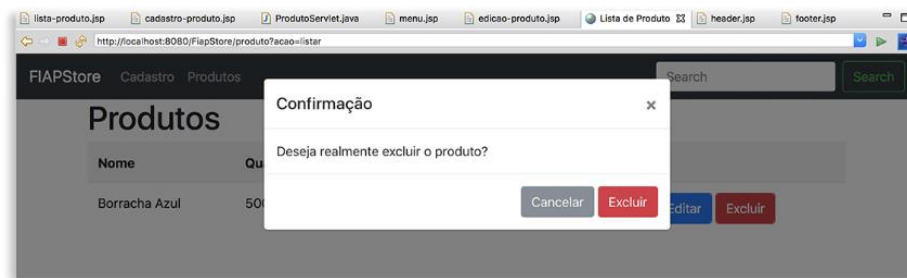 lista-produto.jsp cadastro-produto.jsp ProdutoServlet.java menu.jsp edicao-produto.jsp Lista de Produto header.jsp footer.jsp
http://localhost:8080/FiapStore/produto?acao=listar
FIAPStore Cadastro Produtos Search Search
Confirmação ×
Produtos
Deseja realmente excluir o produto?
Nome Qu
Cancelar Excluir
Borracha Azul 500 Editar Excluir